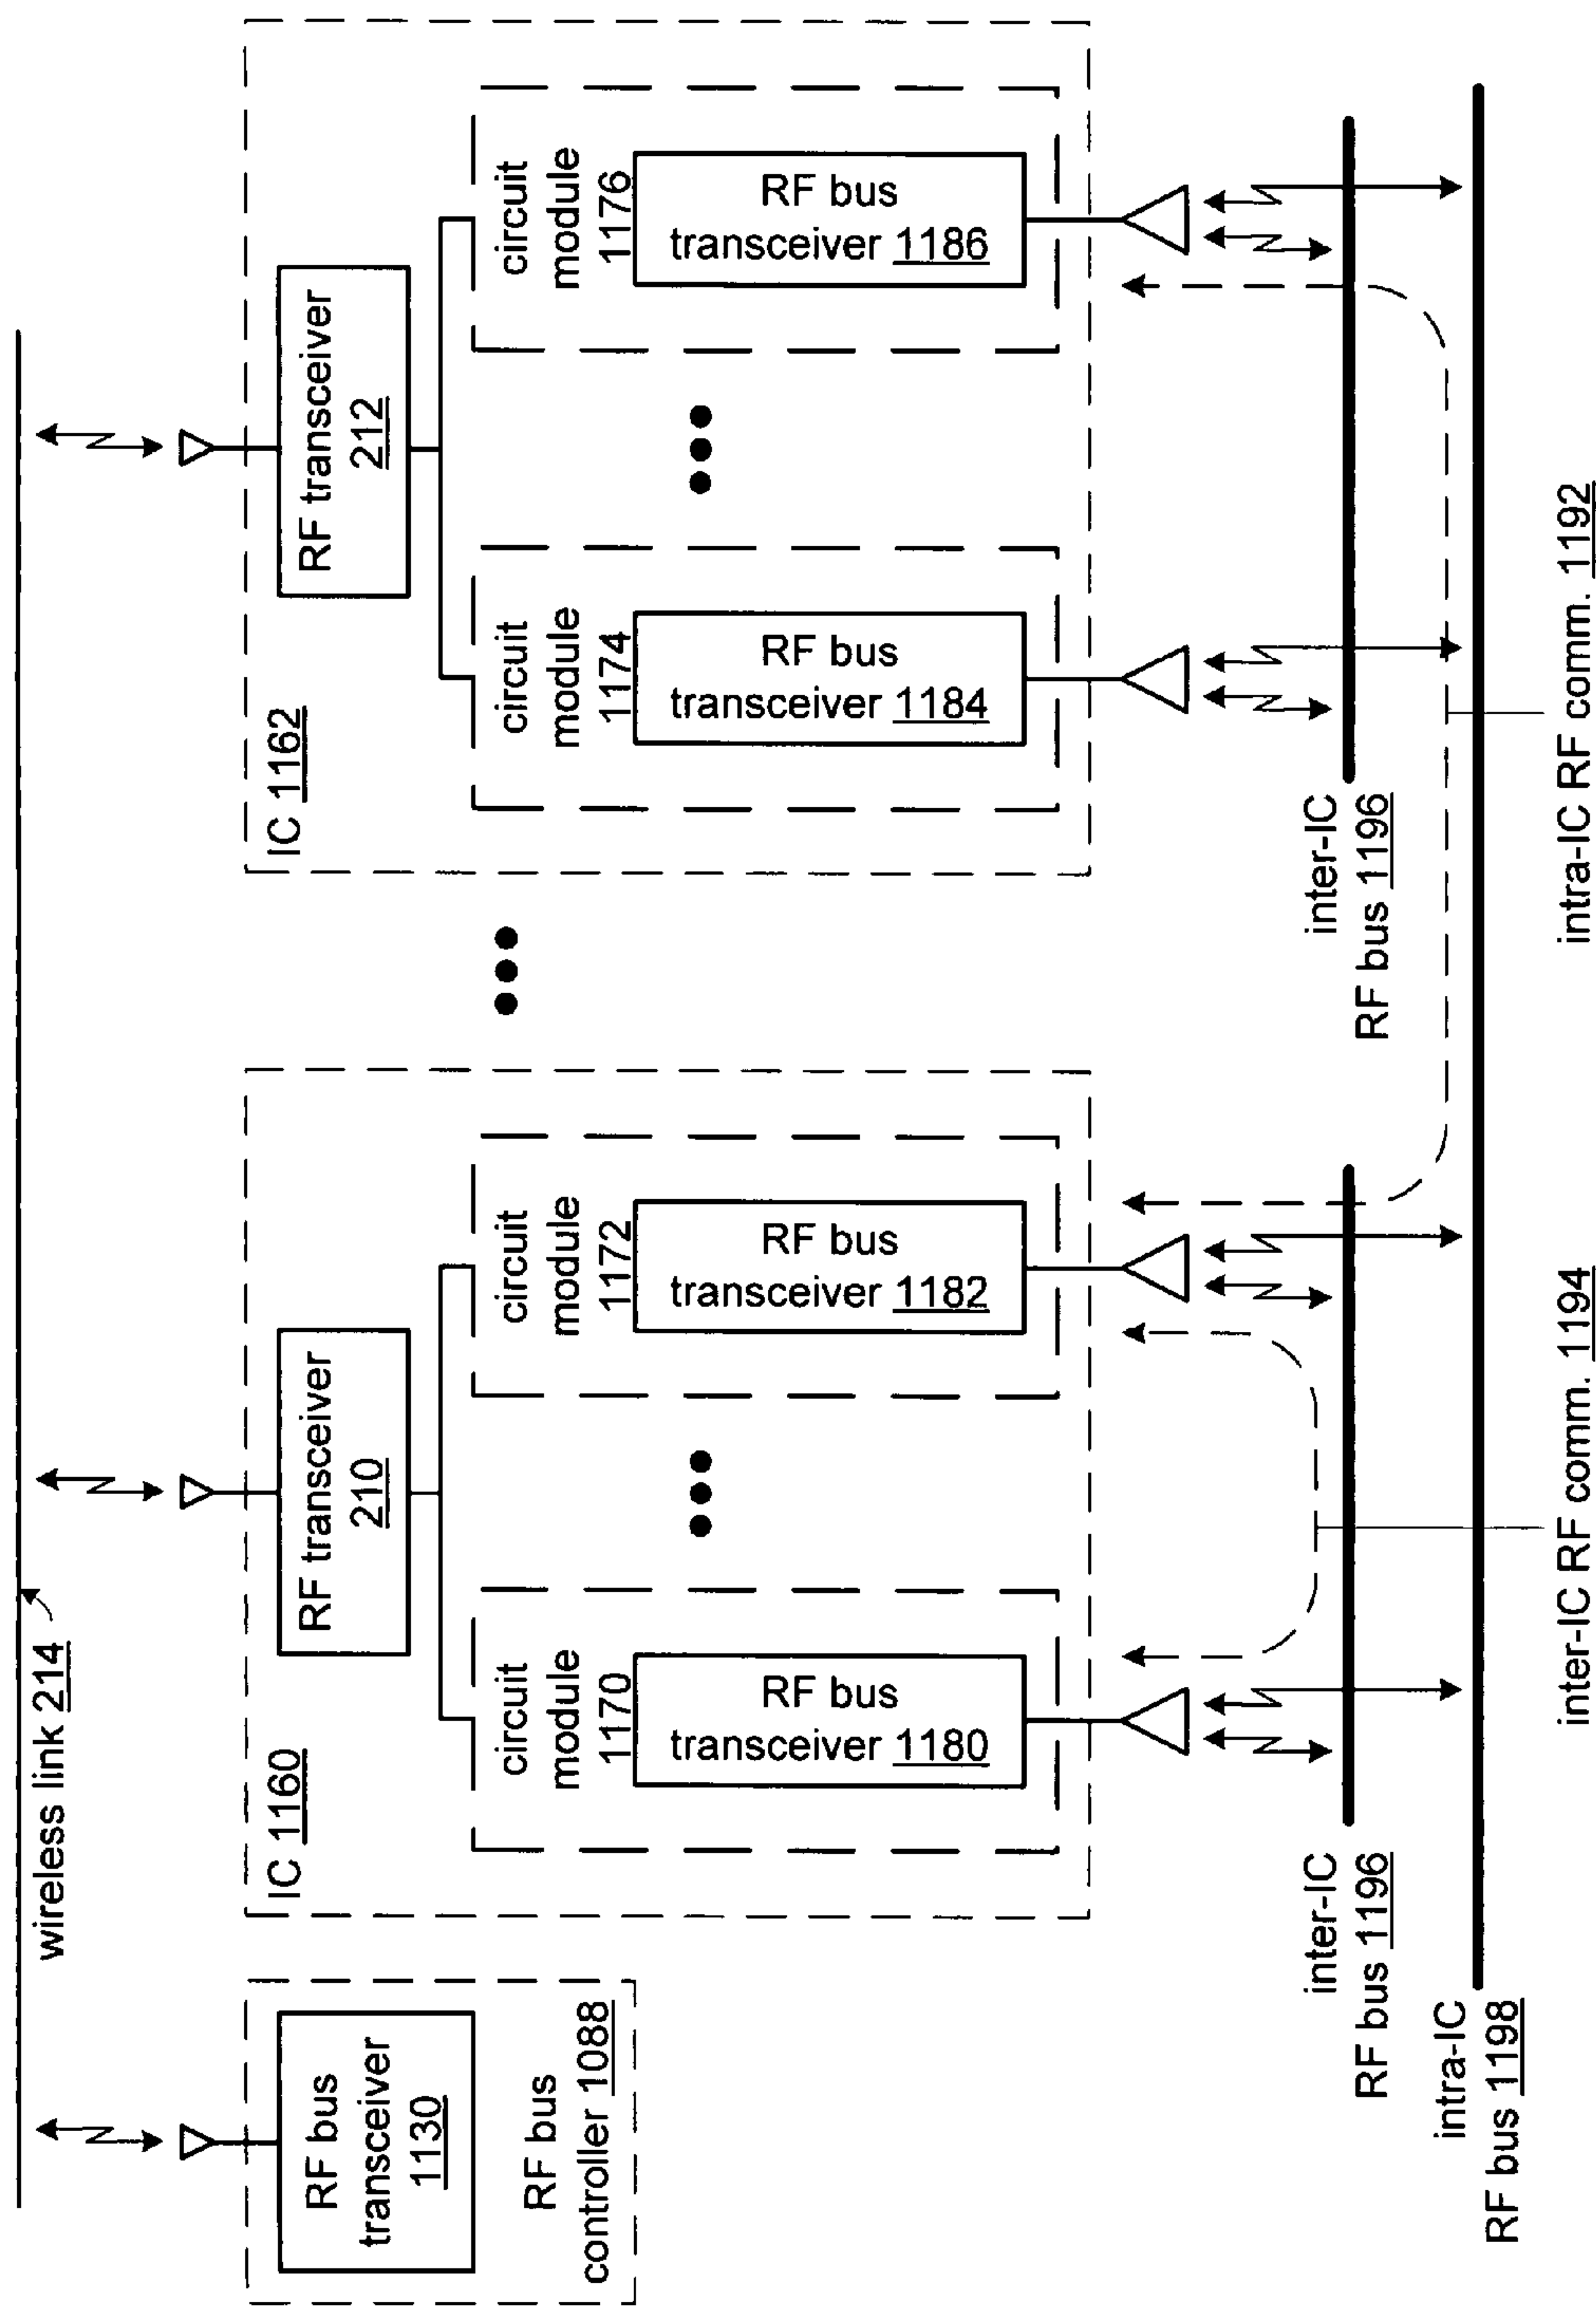 wireless link 214
RF bus
transceiver
1130
RF bus
controller 1088
IC 1160
RF transceiver
210
circuit
module
1170
RF bus
transceiver 1180
circuit
module
1172
RF bus
transceiver 1182
IC 1162
RF transceiver
212
circuit
module
1174
RF bus
transceiver 1184
circuit
module
1176
RF bus
transceiver 1186
inter-IC
RF bus 1196
inter-IC
RF bus 1196
intra-IC
RF bus 1198
inter-IC RF comm. 1194
intra-IC RF comm. 1192